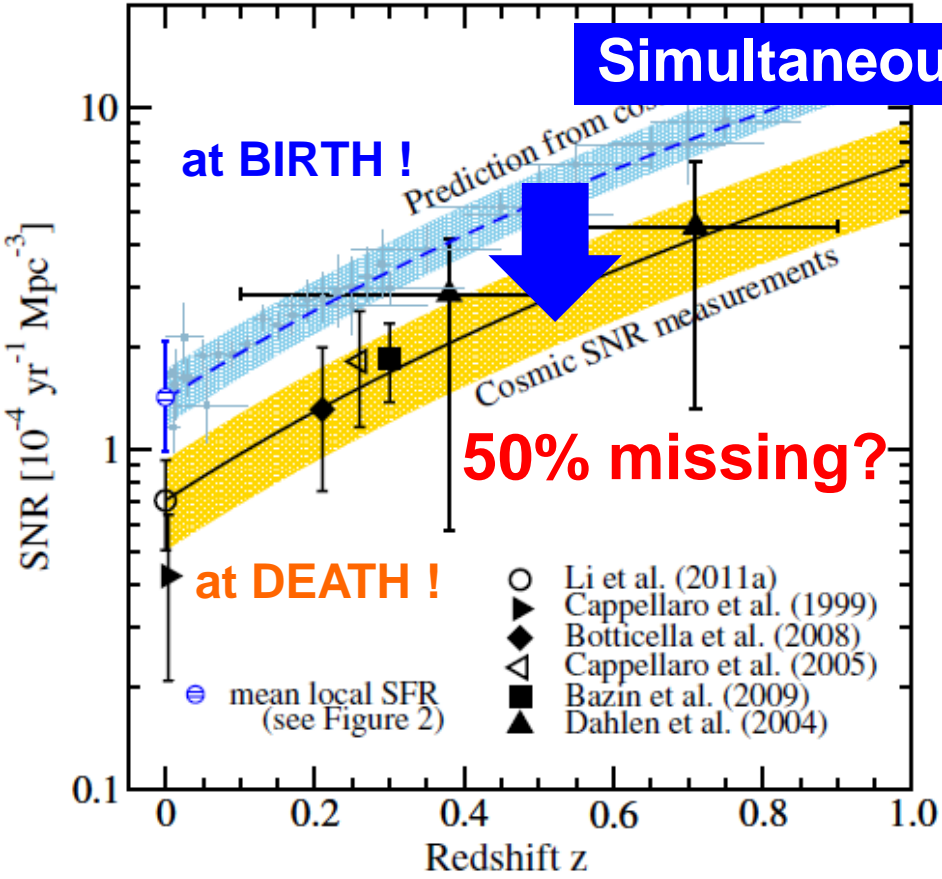 Simultaneou
10
at BIRTH !
Prediction from cos
SNR [10-4 yr-1 Mpc-3]
Cosmic SNR measurements
1
50% missing?
at DEATH !
Li et al. (2011a)
Cappellaro et al. (1999)
Botticella et al. (2008)
Cappellaro et al. (2005)
Bazin et al. (2009)
Dahlen et al. (2004)
mean local SFR
(see Figure 2)
0.1
0 0.2 0.4 0.6 0.8 1.0
Redshift z